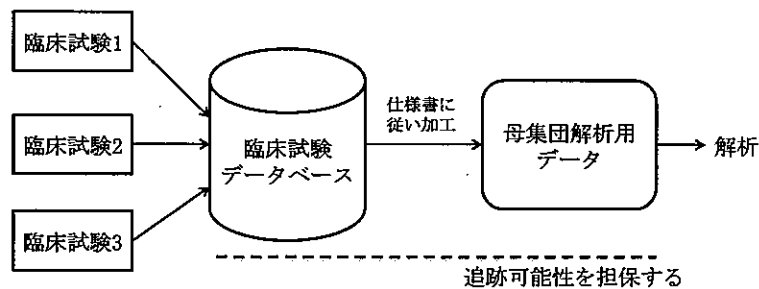 臨床試験1
臨床試験2
臨床試験3
臨床試験
データベース
仕様書に
従い加工
母集団解析用
データ
解析
追跡可能性を担保する